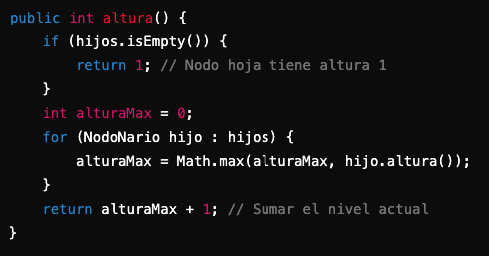 public int altura() {
    if (hijos.isEmpty()) {
        return 1; // Nodo hoja tiene altura 1
    }
    int alturaMax = 0;
    for (NodoNario hijo : hijos) {
        alturaMax = Math.max(alturaMax, hijo.altura());
    }
    return alturaMax + 1; // Sumar el nivel actual
}